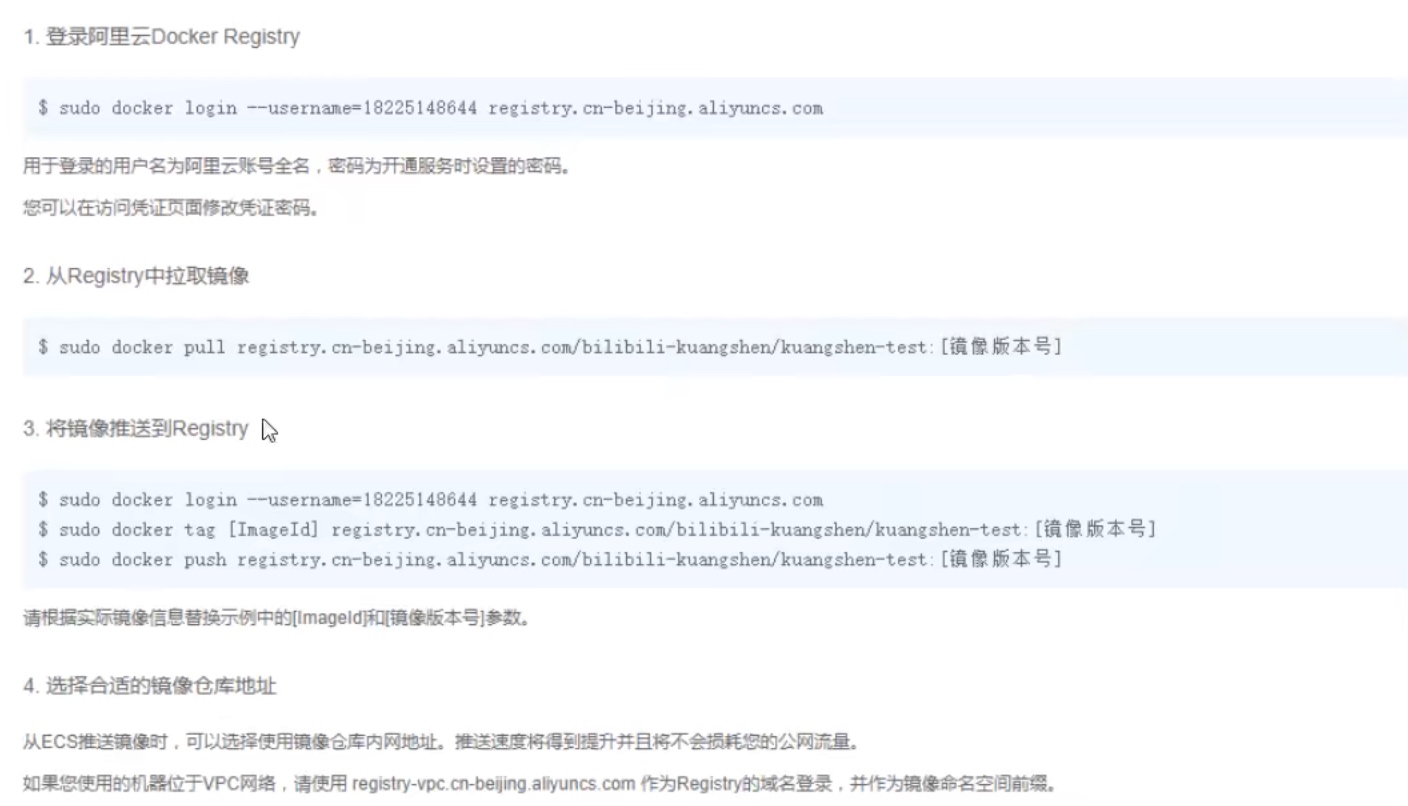 1. 登录阿里云Docker Registry
$ sudo docker login --username=18225148644 registry.cn-beijing.aliyuncs.com
用于登录的用户名为阿里云账号全名，密码为开通服务时设置的密码。
您可以在访问凭证页面修改凭证密码。
2. 从Registry中拉取镜像
$ sudo docker pull registry.cn-beijing.aliyuncs.com/bilibili-kuangshen/kuangshen-test:[镜像版本号]
3. 将镜像推送到Registry
$ sudo docker login --username=18225148644 registry.cn-beijing.aliyuncs.com
$ sudo docker tag [ImageId] registry.cn-beijing.aliyuncs.com/bilibili-kuangshen/kuangshen-test:[镜像版本号]
$ sudo docker push registry.cn-beijing.aliyuncs.com/bilibili-kuangshen/kuangshen-test:[镜像版本号]
请根据实际镜像信息替换示例中的[ImageId]和[镜像版本号]参数。
4. 选择合适的镜像仓库地址
从ECS推送镜像时，可以选择使用镜像仓库内网地址。推送速度将得到提升并且将不会损耗您的公网流量。
如果您使用的机器位于VPC网络，请使用 registry-vpc.cn-beijing.aliyuncs.com 作为Registry的域名登录，并作为镜像命名空间前缀。